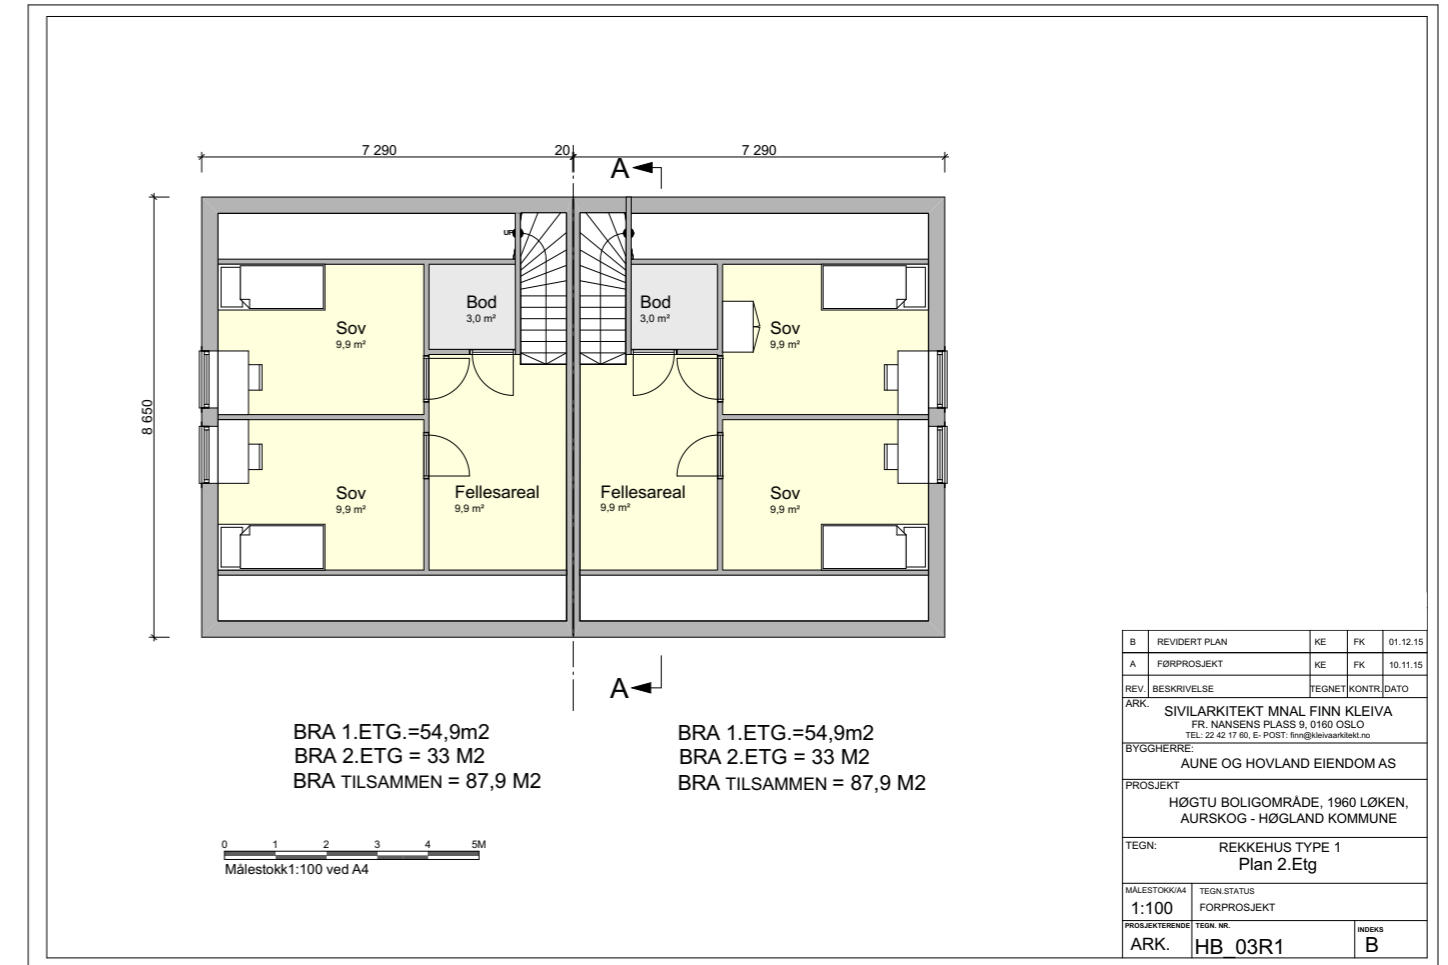 7 290
20
7 290
A
8 650
UP
Bod
3,0 m²
Bod
3,0 m²
Sov
9,9 m²
Sov
9,9 m²
Sov
9,9 m²
Fellesareal
9,9 m²
Fellesareal
9,9 m²
Sov
9,9 m²
A
BRA 1.ETG.=54,9m2
BRA 2.ETG = 33 M2
BRA TILSAMMEN = 87,9 M2
BRA 1.ETG.=54,9m2
BRA 2.ETG = 33 M2
BRA TILSAMMEN = 87,9 M2
0 1 2 3 4 5M
Målestokk1:100 ved A4
B REVIDERT PLAN KE FK 01.12.15
A FØRPROSJEKT KE FK 10.11.15
REV. BESKRIVELSE TEGNET KONTR. DATO
ARK.
SIVILARKITEKT MNAL FINN KLEIVA
FR. NANSENS PLASS 9, 0160 OSLO
TEL: 22 42 17 60, E- POST: finn@kleivaarkitekt.no
BYGGHERRE:
AUNE OG HOVLAND EIENDOM AS
PROSJEKT
HØGTU BOLIGOMRÅDE, 1960 LØKEN,
AURSKOG - HØGLAND KOMMUNE
TEGN: REKKEHUS TYPE 1
Plan 2.Etg
MÅLESTOKK/A4 TEGN.STATUS
1:100 FORPROSJEKT
PROSJEKTERENDE TEGN. NR. INDEKS
ARK. HB_03R1 B